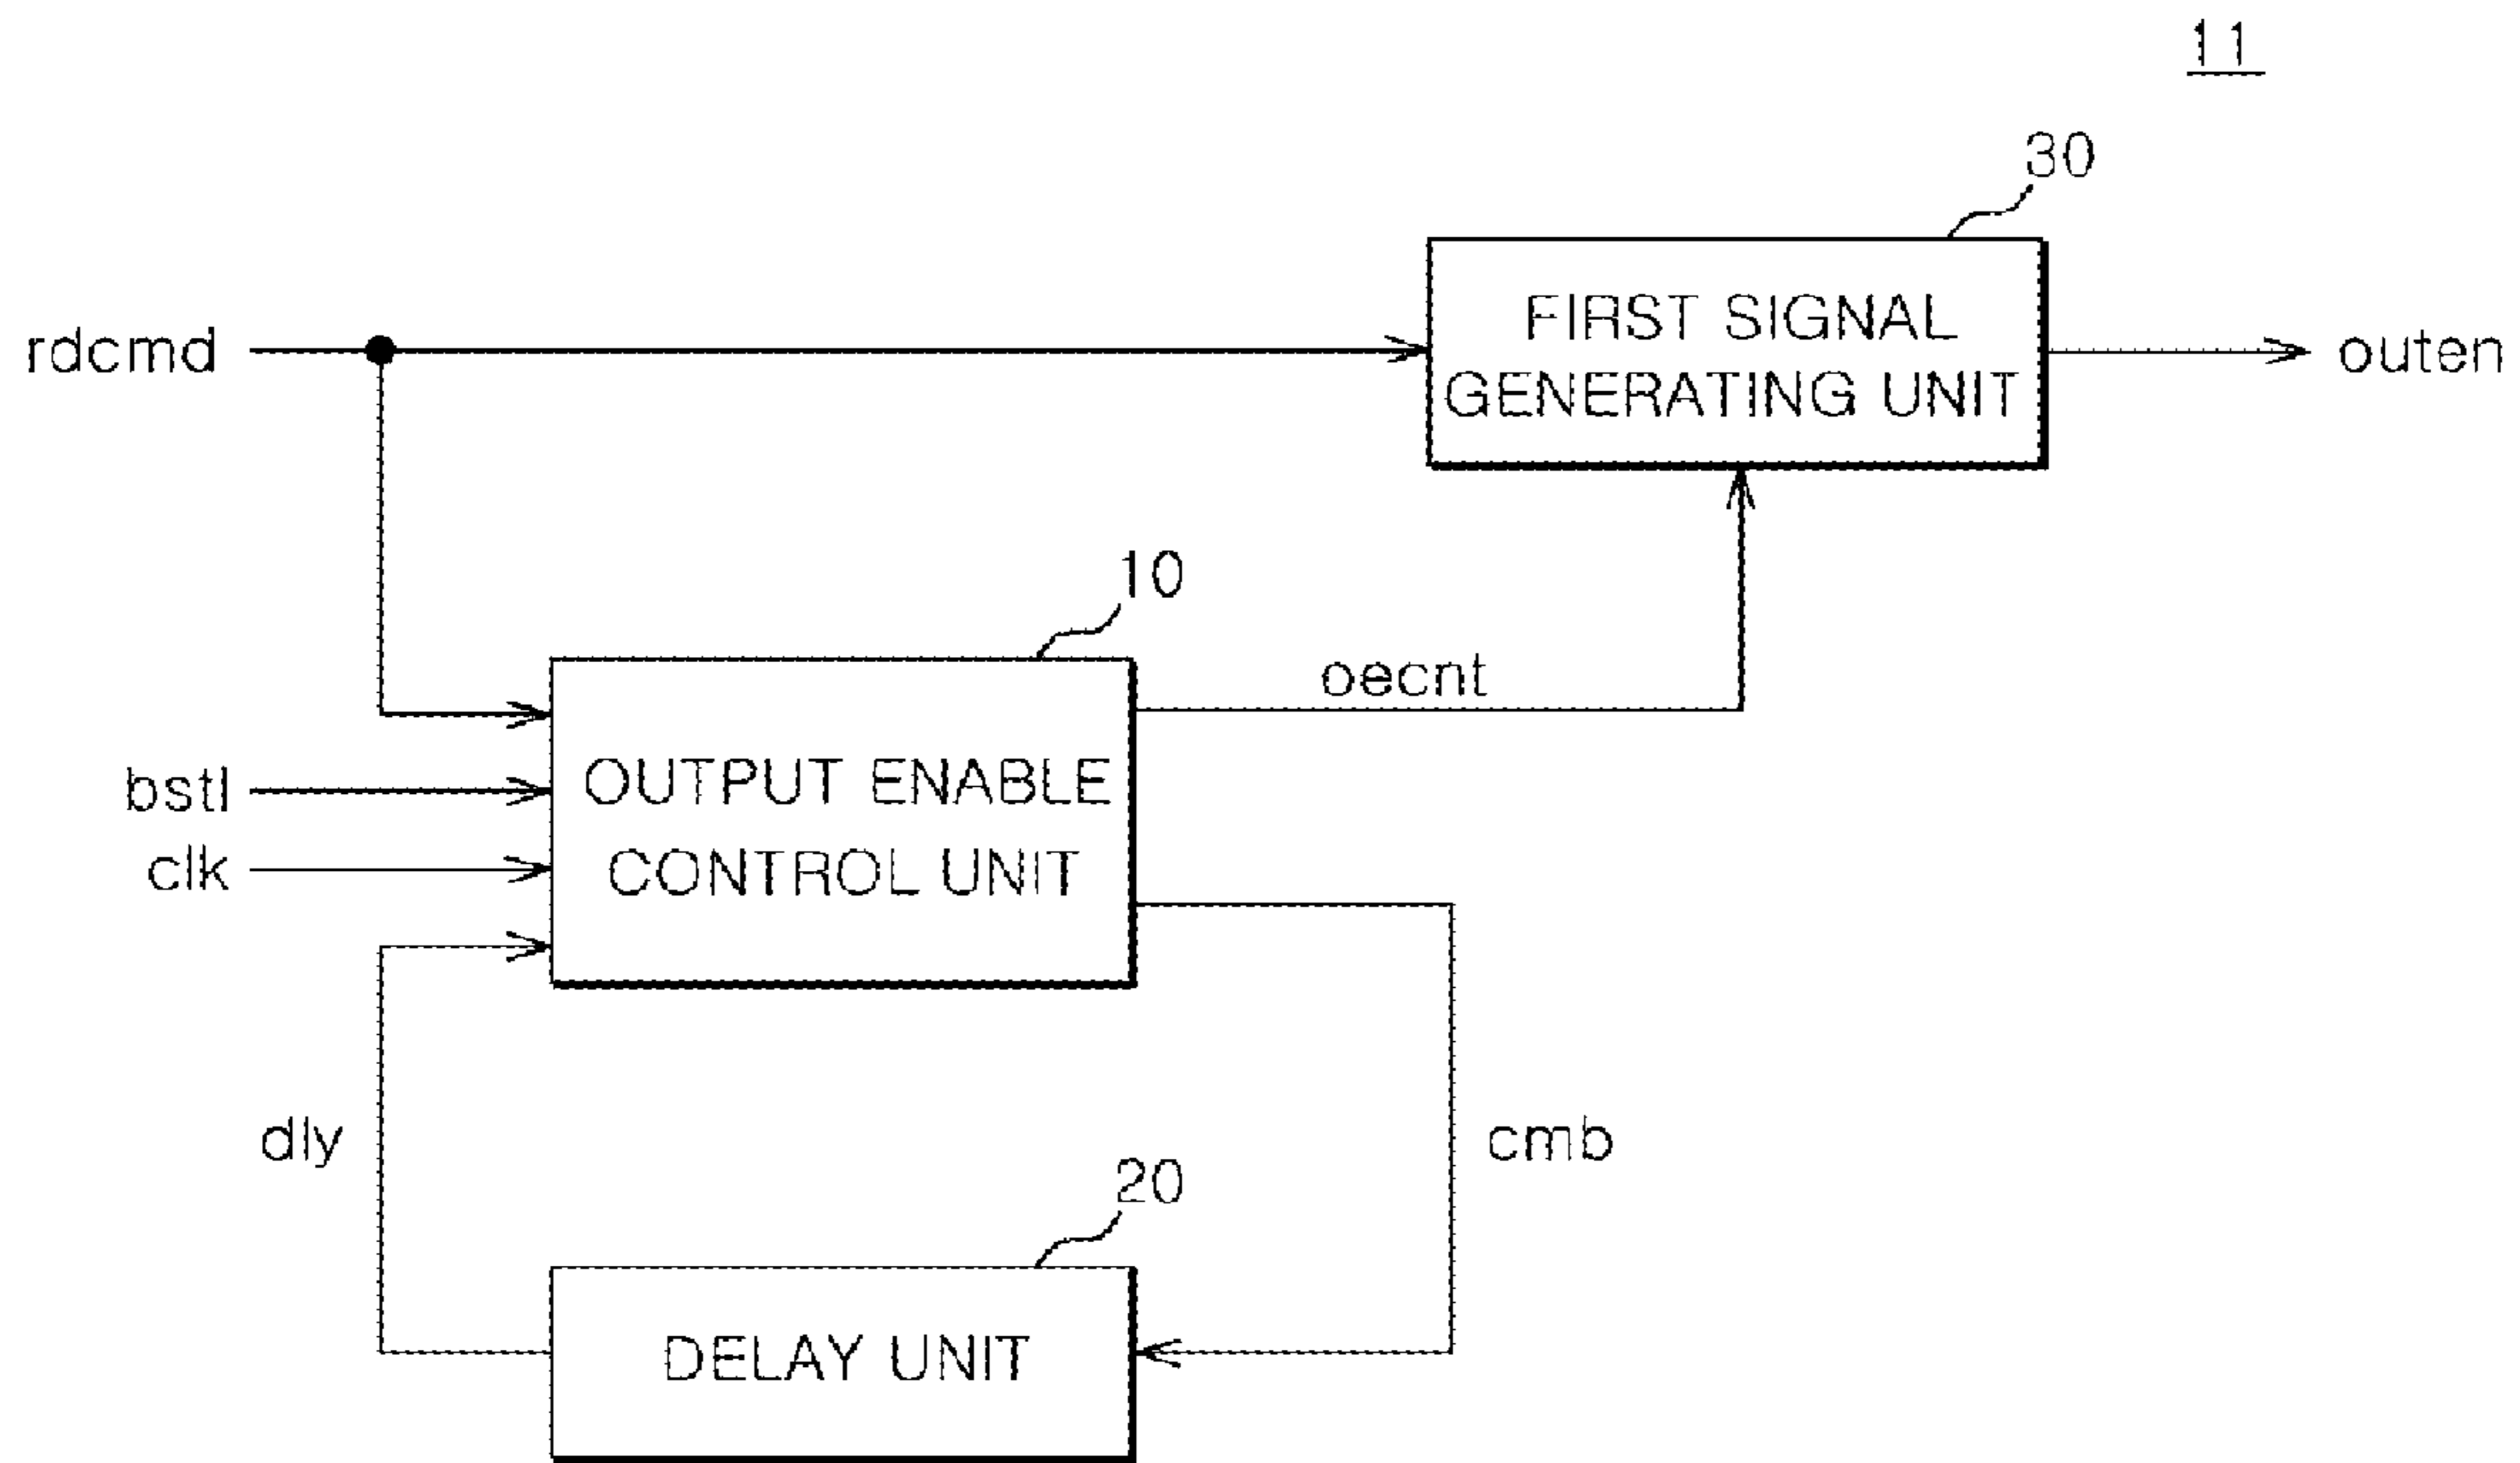 11
30
FIRST SIGNAL
GENERATING UNIT
rdcmd
outen
10
oecnt
OUTPUT ENABLE
CONTROL UNIT
bstl
clk
dly
cmb
20
DELAY UNIT